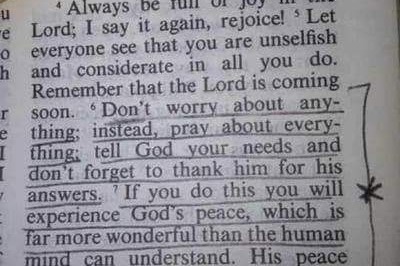 ⁴ Always be full of joy in the
Lord; I say it again, rejoice! ⁵ Let
everyone see that you are unselfish
and considerate in all you do.
Remember that the Lord is coming
soon. ⁶ Don't worry about any-
thing; instead, pray about every-
thing; tell God your needs and
don't forget to thank him for his
answers. ⁷ If you do this you will
experience God's peace, which is
far more wonderful than the human
mind can understand. His peace